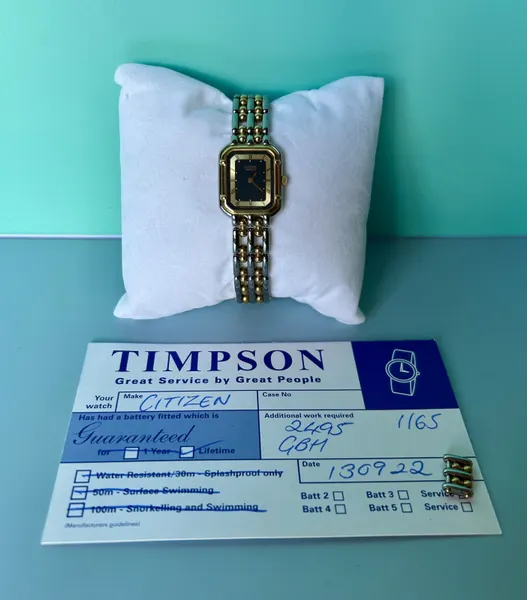 TIMPSON
Great Service by Great People
Your watch
Make CITIZEN
Case No
Has had a battery fitted which is
Guaranteed
for 1 Year Lifetime
Additional work required
2495 1165
GBH
Water Resistant/30m - Splashproof only
50m - Surface Swimming
100m - Snorkelling and Swimming
(Manufacturers guidelines)
Date 130922
Batt 2 Batt 3 Service
Batt 4 Batt 5 Service